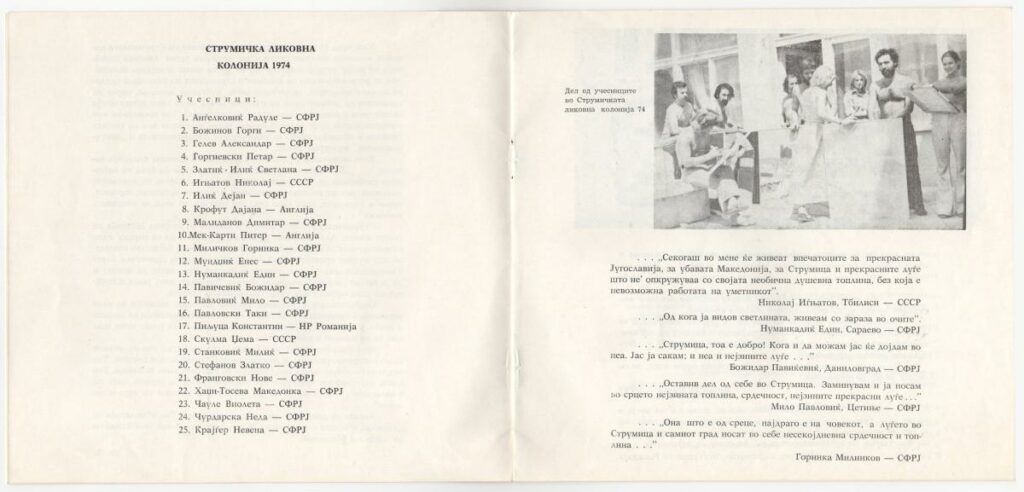 СТРУМИЧКА ЛИКОВНА
КОЛОНИЈА 1974
Учесници:
1. Анѓелковиќ Радуле — СФРЈ
2. Божинов Горги — СФРЈ
3. Гелев Александар — СФРЈ
4. Горгиевски Петар — СФРЈ
5. Златиќ - Илиќ Светлана — СФРЈ
6. Игњатов Николај — СССР
7. Илиќ Дејан — СФРЈ
8. Крофут Дајана — Англија
9. Малиданов Димитар — СФРЈ
10. Мек-Карти Питер — Англија
11. Миличков Горинка — СФРЈ
12. Мунџиќ Енес — СФРЈ
13. Нуманкадиќ Един — СФРЈ
14. Павичевиќ Божидар — СФРЈ
15. Павловиќ Мило — СФРЈ
16. Павловски Таки — СФРЈ
17. Пиљуца Константин — НР Романија
18. Скулма Џема — СССР
19. Станковиќ Милиќ — СФРЈ
20. Стефанов Златко — СФРЈ
21. Франговски Нове — СФРЈ
22. Хаџи-Тосева Македонка — СФРЈ
23. Чауле Виолета — СФРЈ
24. Чурдарска Нела — СФРЈ
25. Крајгер Невена — СФРЈ
Дел од учесниците
во Струмичката
ликовна колонија 74
. . . „Секогаш во мене ќе живеат впечатоците за прекрасната
Југославија, за убавата Македонија, за Струмица и прекрасните луѓе
што не' опкружуваа со својата необична душевна топлина, без која е
невозможна работата на уметникот".
Николај Игњатов, Тбилиси — СССР
. . . „Од кога ја видов светлината, живеам со зараза во очите".
Нуманкадиќ Един, Сараево — СФРЈ
. . . „Струмица, тоа е добро! Кога и да можам јас ќе дојдам во
неа. Јас ја сакам; и неа и нејзините луѓе . . ."
Божидар Павиќевиќ, Даниловград — СФРЈ
. . . „Оставив дел од себе во Струмица. Заминувам и ја носам
во срцето нејзината топлина, срдечност, нејзините прекрасни луѓе..."
Мило Павловиќ, Цетиње — СФРЈ
. . . „Она што е од среце, најдраго е на човекот, а луѓето во
Струмица и самиот град носат во себе несекојдневна срдечност и топ-
лина . . ."
Горинка Милинков — СФРЈ